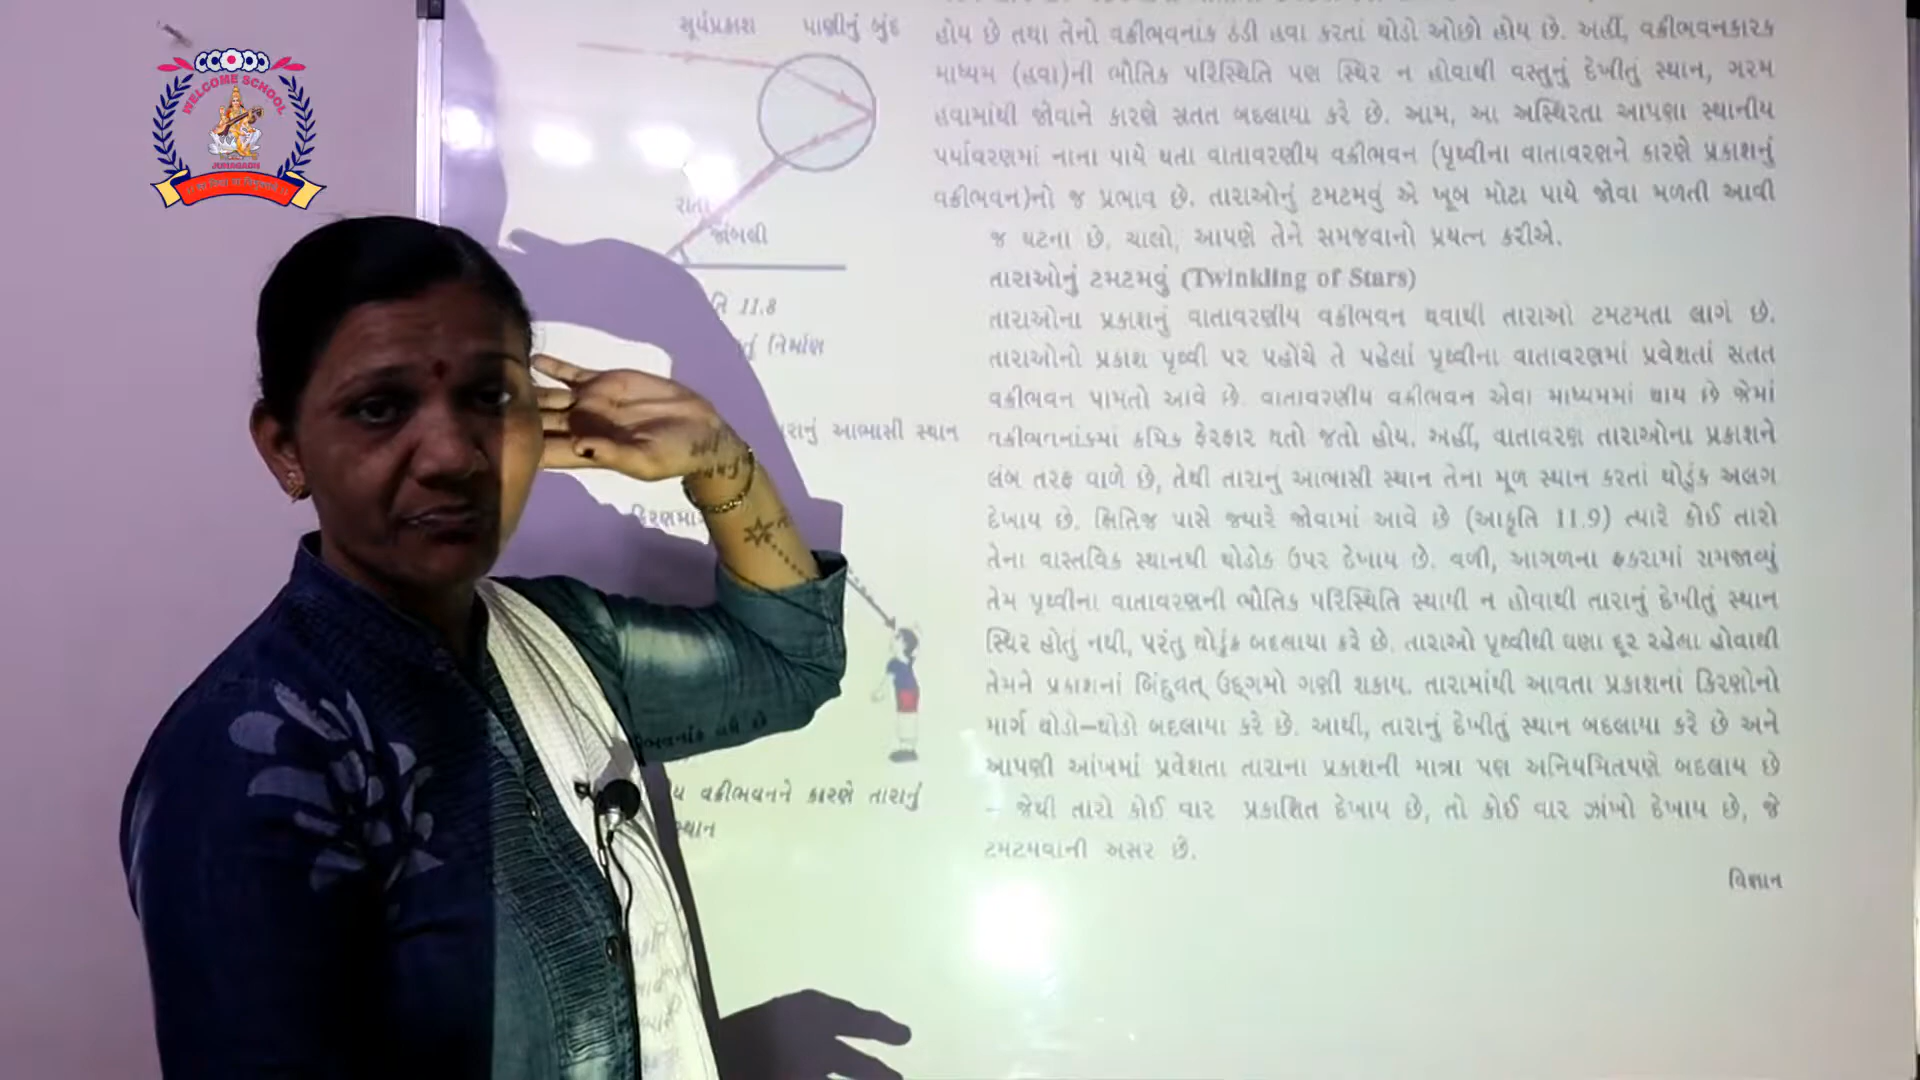 WELCOME SCHOOL
JUNAGADH
સૂર્યપ્રકાશ પાણીનું બુંદ
રાતો
જાંબલી
11.8
નિર્માણ
આભાસી સ્થાન
વક્રીભવનને કારણે તારાનું
હોય છે તથા તેનો વક્રીભવનાંક ઠંડી હવા કરતાં થોડો ઓછો હોય છે. અહીં, વક્રીભવનકારક
માધ્યમ (હવા)ની ભૌતિક પરિસ્થિતિ પણ સ્થિર ન હોવાથી વસ્તુનું દેખીતું સ્થાન, ગરમ
હવામાંથી જોવાને કારણે સતત બદલાયા કરે છે. આમ, આ અસ્થિરતા આપણા સ્થાનીય
પર્યાવરણમાં નાના પાયે થતા વાતાવરણીય વક્રીભવન (પૃથ્વીના વાતાવરણને કારણે પ્રકાશનું
વક્રીભવન)નો જ પ્રભાવ છે. તારાઓનું ટમટમવું એ ખૂબ મોટા પાયે જોવા મળતી આવી
જ ઘટના છે. ચાલો, આપણે તેને સમજવાનો પ્રયત્ન કરીએ.
તારાઓનું ટમટમવું (Twinkling of Stars)
તારાઓના પ્રકાશનું વાતાવરણીય વક્રીભવન થવાથી તારાઓ ટમટમતા લાગે છે.
તારાઓનો પ્રકાશ પૃથ્વી પર પહોંચે તે પહેલાં પૃથ્વીના વાતાવરણમાં પ્રવેશતાં સતત
વક્રીભવન પામતો આવે છે. વાતાવરણીય વક્રીભવન એવા માધ્યમમાં થાય છે જેમાં
વક્રીભવનાંકમાં ક્રમિક ફેરફાર થતો જતો હોય. અહીં, વાતાવરણ તારાઓના પ્રકાશને
લંબ તરફ વાળે છે, તેથી તારાનું આભાસી સ્થાન તેના મૂળ સ્થાન કરતાં થોડુંક અલગ
દેખાય છે. ક્ષિતિજ પાસે જ્યારે જોવામાં આવે છે (આકૃતિ 11.9) ત્યારે કોઈ તારો
તેના વાસ્તવિક સ્થાનથી થોડોક ઉપર દેખાય છે. વળી, આગળના ફકરામાં સમજાવ્યું
તેમ પૃથ્વીના વાતાવરણની ભૌતિક પરિસ્થિતિ સ્થાયી ન હોવાથી તારાનું દેખીતું સ્થાન
સ્થિર હોતું નથી, પરંતુ થોડુંક બદલાયા કરે છે. તારાઓ પૃથ્વીથી ઘણા દૂર રહેલા હોવાથી
તેમને પ્રકાશનાં બિંદુવત્ ઉદ્દગમો ગણી શકાય. તારામાંથી આવતા પ્રકાશનાં કિરણોનો
માર્ગ થોડો–થોડો બદલાયા કરે છે. આથી, તારાનું દેખીતું સ્થાન બદલાયા કરે છે અને
આપણી આંખમાં પ્રવેશતા તારાના પ્રકાશની માત્રા પણ અનિયમિતપણે બદલાય છે
– જેથી તારો કોઈ વાર પ્રકાશિત દેખાય છે, તો કોઈ વાર ઝાંખો દેખાય છે, જે
ટમટમવાની અસર છે.
વિજ્ઞાન